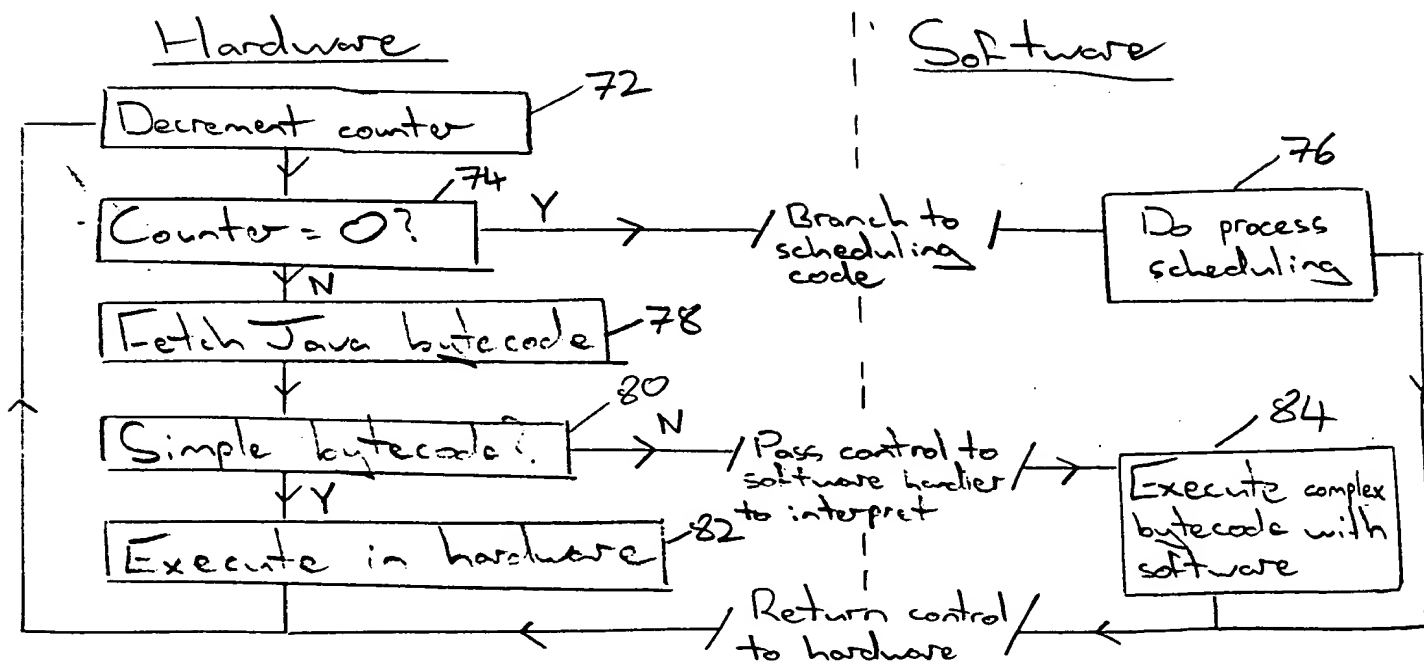 Hardware
Software
Decrement counter
72
Counter = 0?
74
Y
Branch to
scheduling
code
Do process
scheduling
76
N
Fetch Java bytecode
78
Simple bytecode?
80
N
Pass control to
software handler
to interpret
Execute complex
bytecode with
software
84
Y
Execute in hardware
82
Return control
to hardware